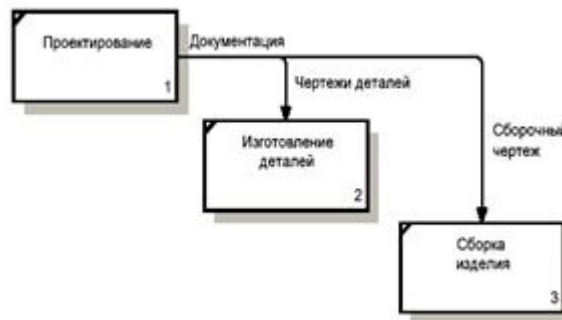 Проектирование
1
Документация
Чертежи деталей
Изготовление
деталей
2
Сборочный
чертеж
Сборка
изделия
3